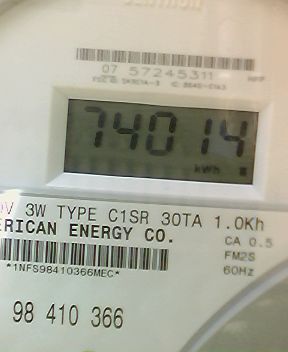 07 57245311
74014
kWh
V 3W TYPE C1SR 30TA 1.0Kh
ERICAN ENERGY CO.
CA 0.5
*1NFS98410366MEC*
FM2S
60Hz
98 410 366